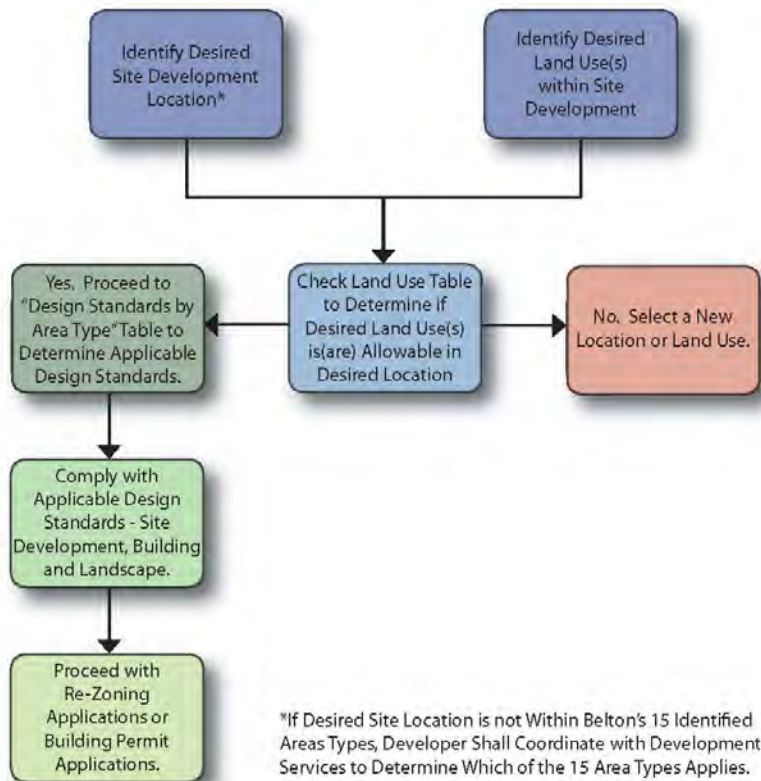 Identify Desired
Site Development
Location*
Identify Desired
Land Use(s)
within Site
Development
Yes. Proceed to
"Design Standards by
Area Type" Table to
Determine Applicable
Design Standards.
Check Land Use Table
to Determine if
Desired Land Use(s)
is(are) Allowable in
Desired Location
No. Select a New
Location or Land Use.
Comply with
Applicable Design
Standards - Site
Development, Building
and Landscape.
Proceed with
Re-Zoning
Applications or
Building Permit
Applications.
*If Desired Site Location is not Within Belton's 15 Identified
Areas Types, Developer Shall Coordinate with Development
Services to Determine Which of the 15 Area Types Applies.